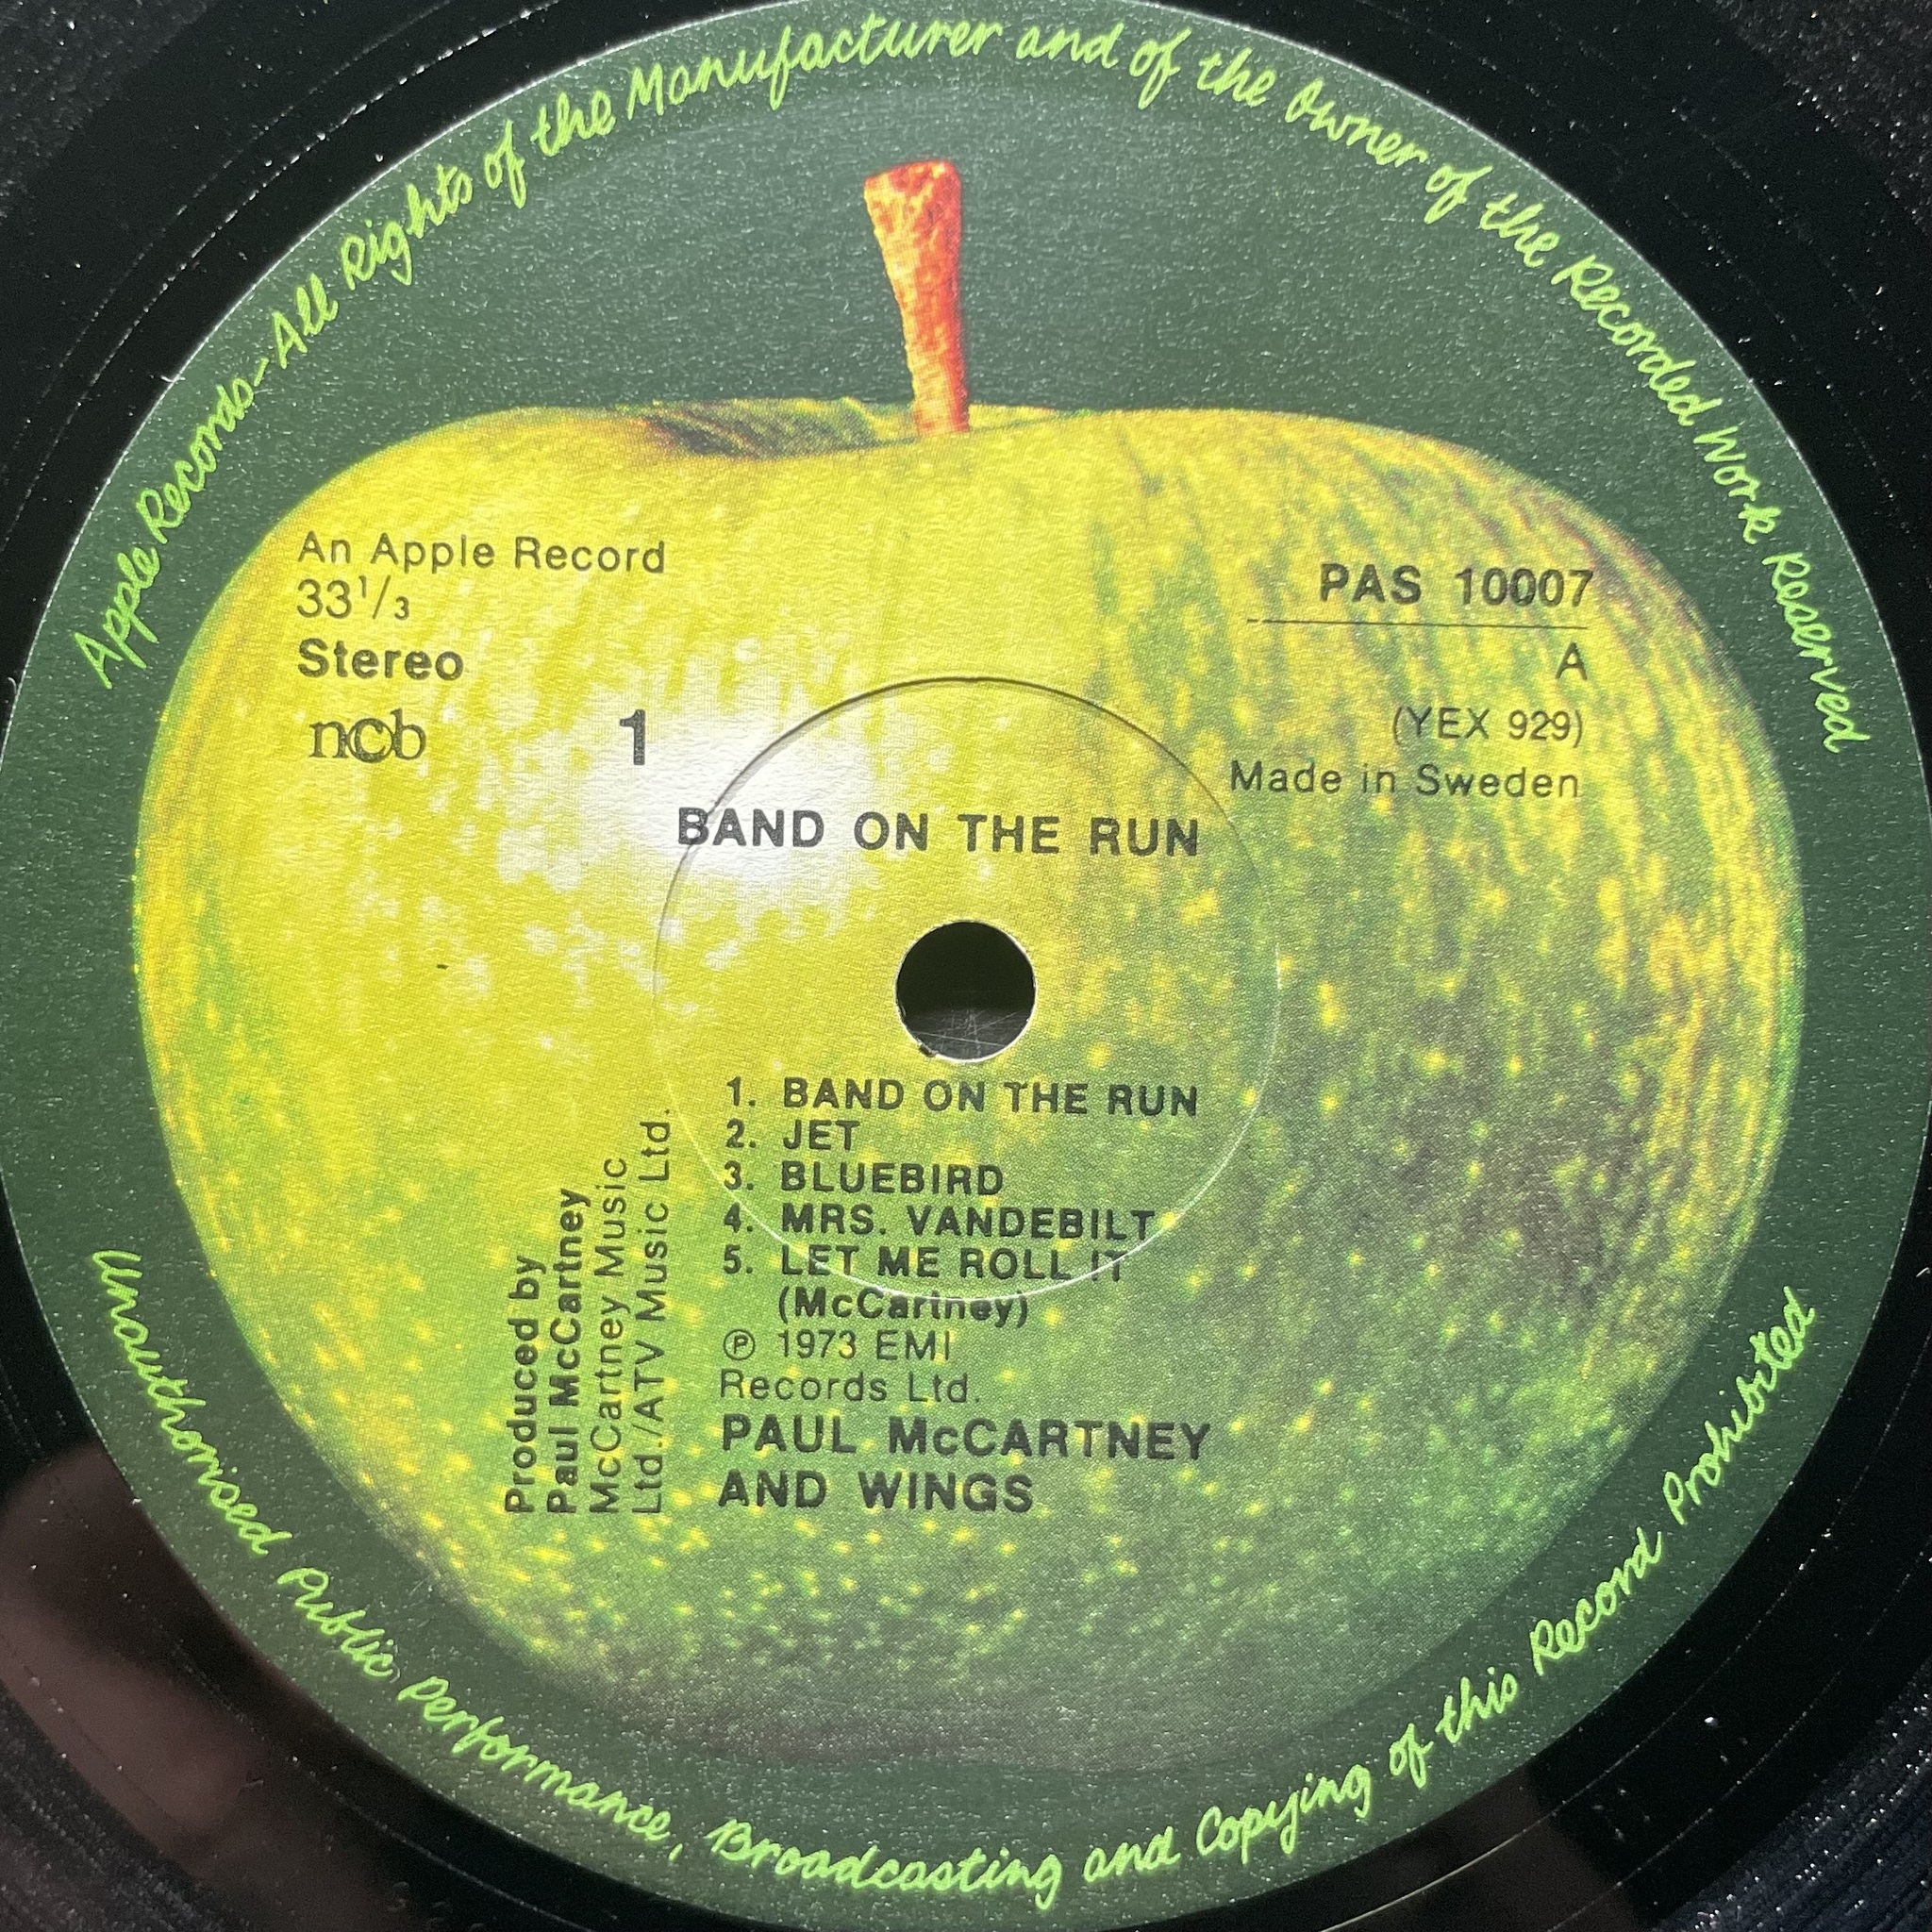 Apple Records-All Rights of the Manufacturer and of the Owner of the Recorded Work Reserved
An Apple Record
33 1/3
Stereo
ncb
1
PAS 10007
A
(YEX 929)
Made in Sweden
BAND ON THE RUN
1. BAND ON THE RUN
2. JET
3. BLUEBIRD
4. MRS. VANDEBILT
5. LET ME ROLL IT
(McCartney)
℗ 1973 EMI
Records Ltd.
PAUL McCARTNEY
AND WINGS
Produced by
Paul McCartney
McCartney Music
Ltd./ATV Music Ltd.
Unauthorised Public Performance, Broadcasting and Copying of this Record Prohibited